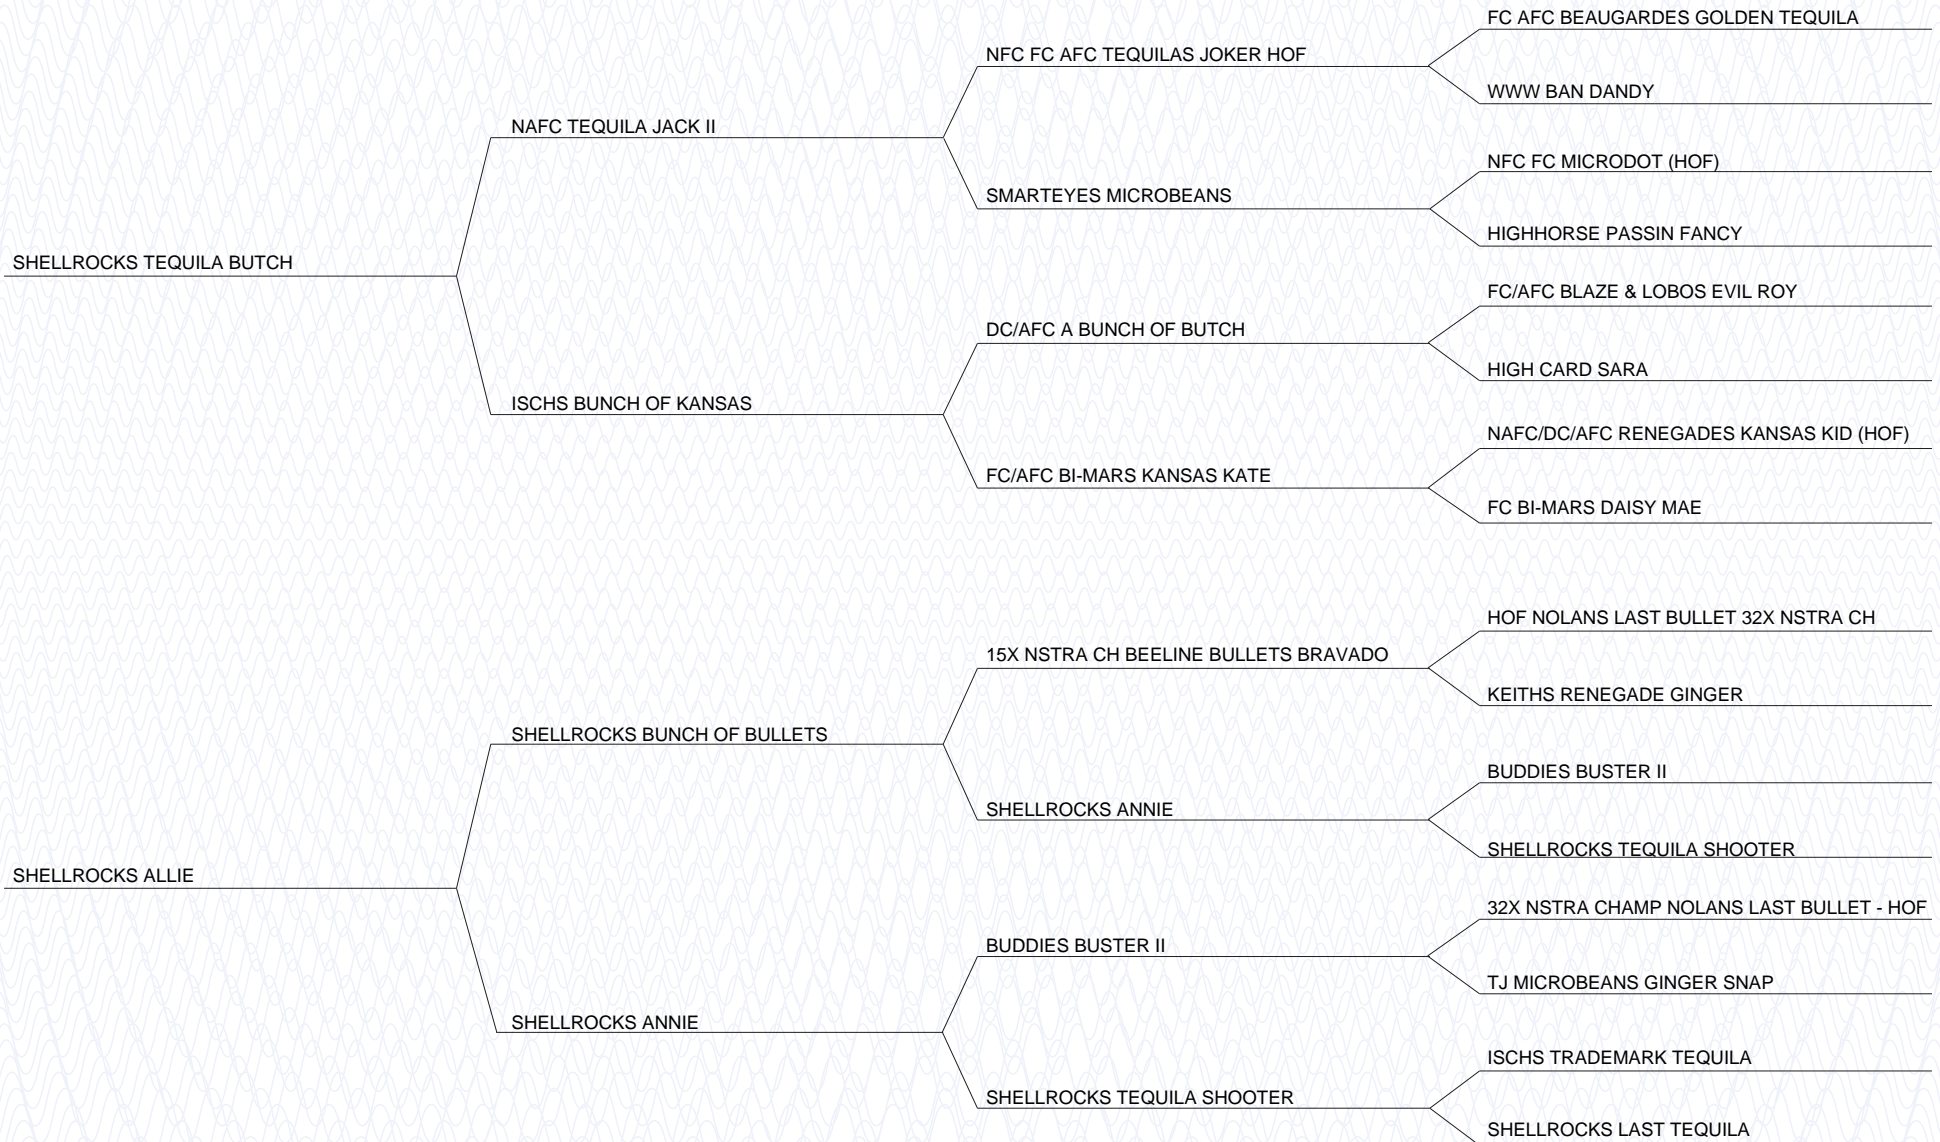 FC AFC BEAUGARDES GOLDEN TEQUILA
NFC FC AFC TEQUILAS JOKER HOF
WWW BAN DANDY
NAFC TEQUILA JACK II
NFC FC MICRODOT (HOF)
SMARTEYES MICROBEANS
HIGHHORSE PASSIN FANCY
SHELLROCKS TEQUILA BUTCH
FC/AFC BLAZE & LOBOS EVIL ROY
DC/AFC A BUNCH OF BUTCH
HIGH CARD SARA
ISCHS BUNCH OF KANSAS
NAFC/DC/AFC RENEGADES KANSAS KID (HOF)
FC/AFC BI-MARS KANSAS KATE
FC BI-MARS DAISY MAE
HOF NOLANS LAST BULLET 32X NSTRA CH
15X NSTRA CH BEELINE BULLETS BRAVADO
KEITHS RENEGADE GINGER
SHELLROCKS BUNCH OF BULLETS
BUDDIES BUSTER II
SHELLROCKS ANNIE
SHELLROCKS TEQUILA SHOOTER
SHELLROCKS ALLIE
32X NSTRA CHAMP NOLANS LAST BULLET - HOF
BUDDIES BUSTER II
TJ MICROBEANS GINGER SNAP
SHELLROCKS ANNIE
ISCHS TRADEMARK TEQUILA
SHELLROCKS TEQUILA SHOOTER
SHELLROCKS LAST TEQUILA